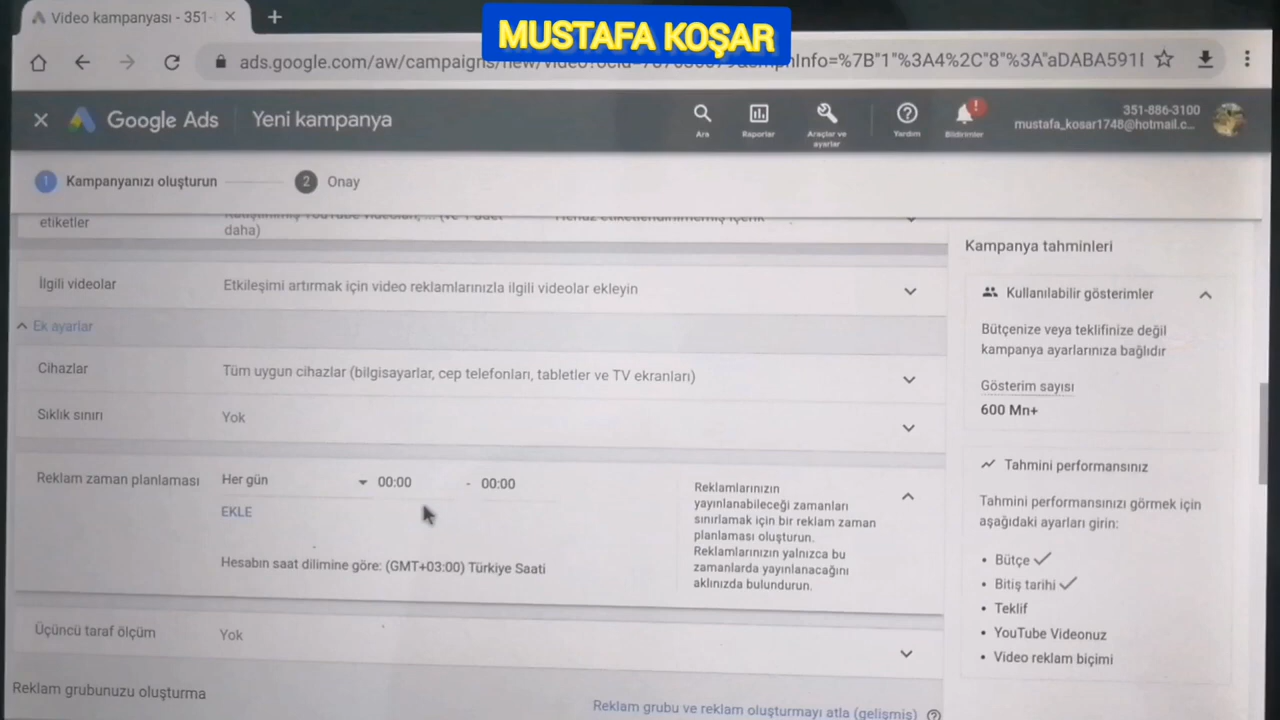 Video kampanyası - 351-
MUSTAFA KOŞAR
Google Ads
Yeni kampanya
Ara
Raporlar
Araçlar ve
ayarlar
Yardım
Bildirimler
351-886-3100
mustafa_kosar1748@hotmail.c...
1 Kampanyanızı oluşturun
2 Onay
etiketler
daha)
İlgili videolar
Etkileşimi artırmak için video reklamlarınızla ilgili videolar ekleyin
Ek ayarlar
Cihazlar
Tüm uygun cihazlar (bilgisayarlar, cep telefonları, tabletler ve TV ekranları)
Sıklık sınırı
Yok
Reklam zaman planlaması
Her gün
00:00 - 00:00
EKLE
Hesabın saat dilimine göre: (GMT+03:00) Türkiye Saati
Reklamlarınızın
yayınlanabileceği zamanları
sınırlamak için bir reklam zaman
planlaması oluşturun.
Reklamlarınızın yalnızca bu
zamanlarda yayınlanacağını
aklınızda bulundurun.
Üçüncü taraf ölçüm
Yok
Reklam grubunuzu oluşturma
Reklam grubu ve reklam oluşturmayı atla (gelişmiş)
Kampanya tahminleri
Kullanılabilir gösterimler
Bütçenize veya teklifinize değil
kampanya ayarlarınıza bağlıdır
Gösterim sayısı
600 Mn+
Tahmini performansınız
Tahmini performansınızı görmek için
aşağıdaki ayarları girin:
• Bütçe ✓
• Bitiş tarihi ✓
• Teklif
• YouTube Videonuz
• Video reklam biçimi